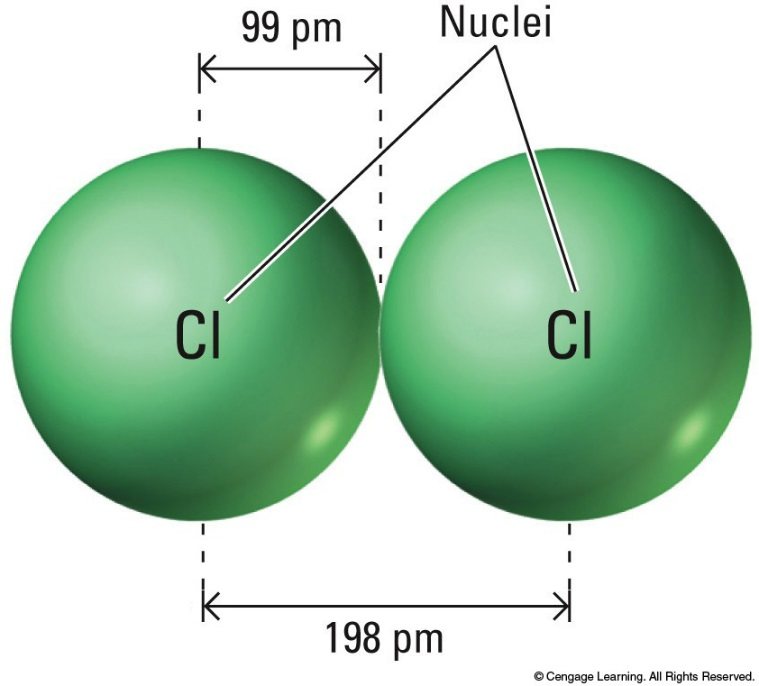 99 pm
Nuclei
Cl
Cl
198 pm
© Cengage Learning. All Rights Reserved.